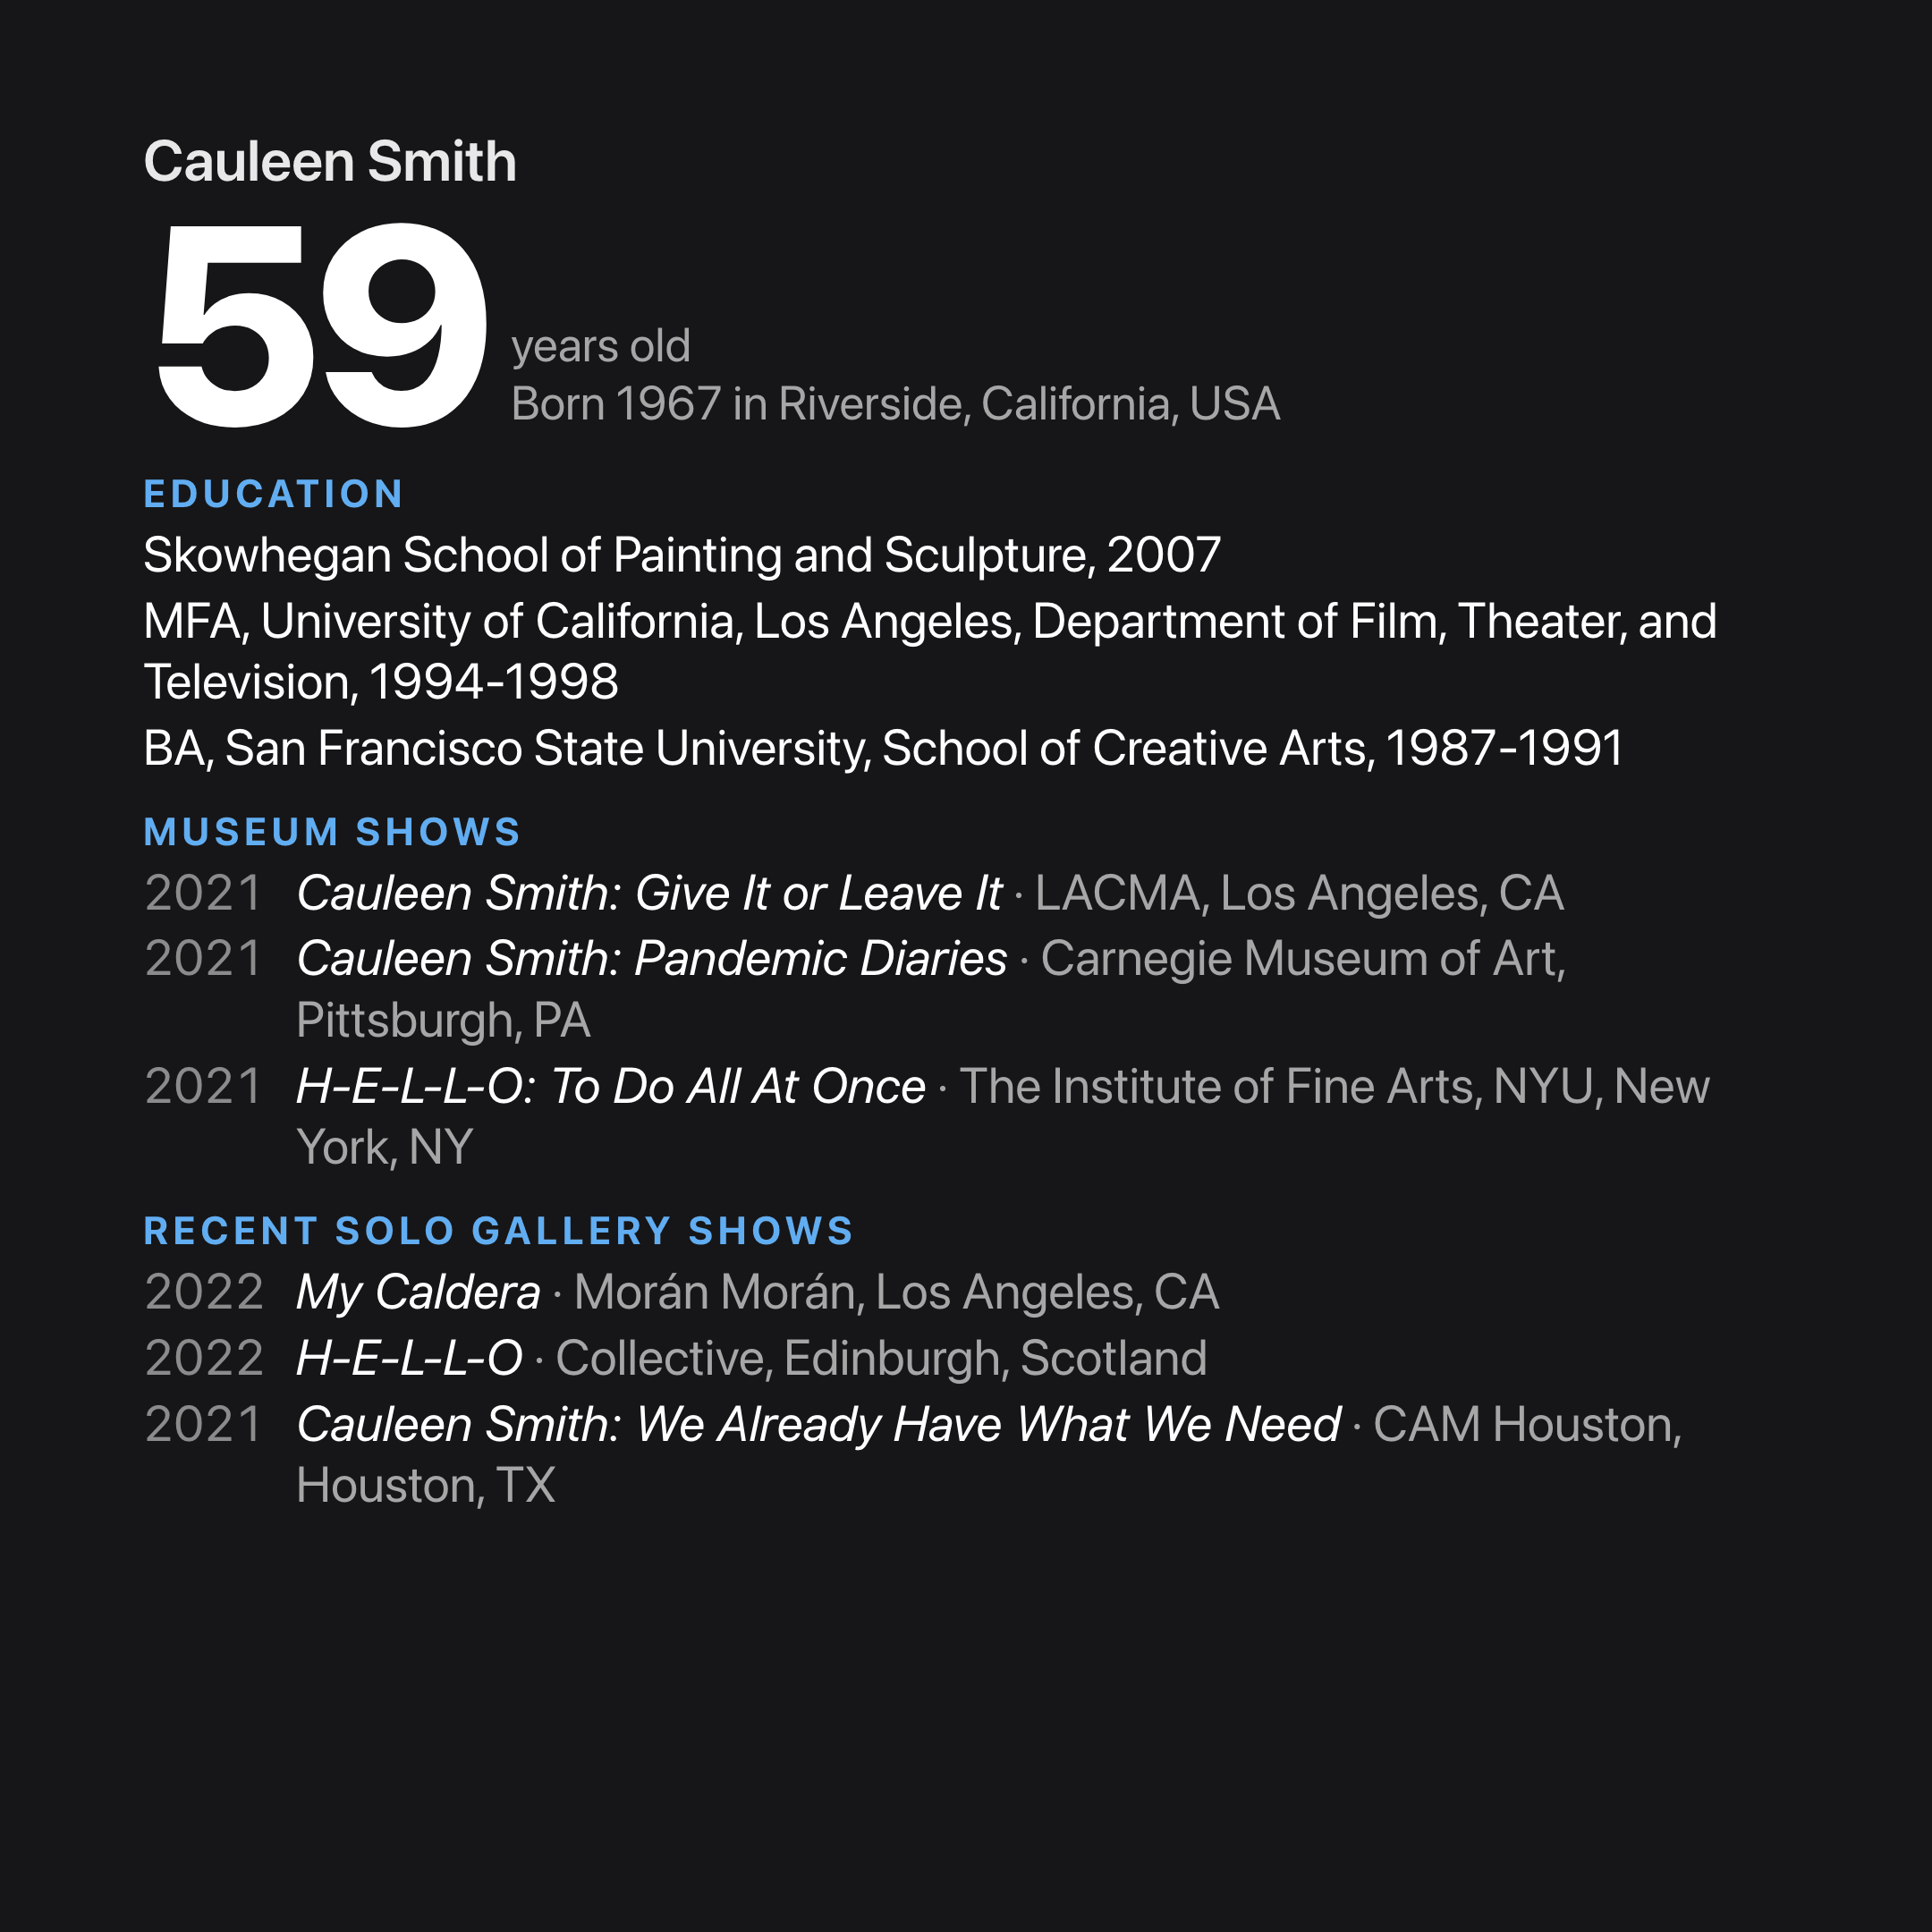 Cauleen Smith
59 years old
Born 1967 in Riverside, California, USA
EDUCATION
Skowhegan School of Painting and Sculpture, 2007
MFA, University of California, Los Angeles, Department of Film, Theater, and
Television, 1994-1998
BA, San Francisco State University, School of Creative Arts, 1987-1991
MUSEUM SHOWS
2021 Cauleen Smith: Give It or Leave It · LACMA, Los Angeles, CA
2021 Cauleen Smith: Pandemic Diaries · Carnegie Museum of Art,
Pittsburgh, PA
2021 H-E-L-L-O: To Do All At Once · The Institute of Fine Arts, NYU, New
York, NY
RECENT SOLO GALLERY SHOWS
2022 My Caldera · Morán Morán, Los Angeles, CA
2022 H-E-L-L-O · Collective, Edinburgh, Scotland
2021 Cauleen Smith: We Already Have What We Need · CAM Houston,
Houston, TX